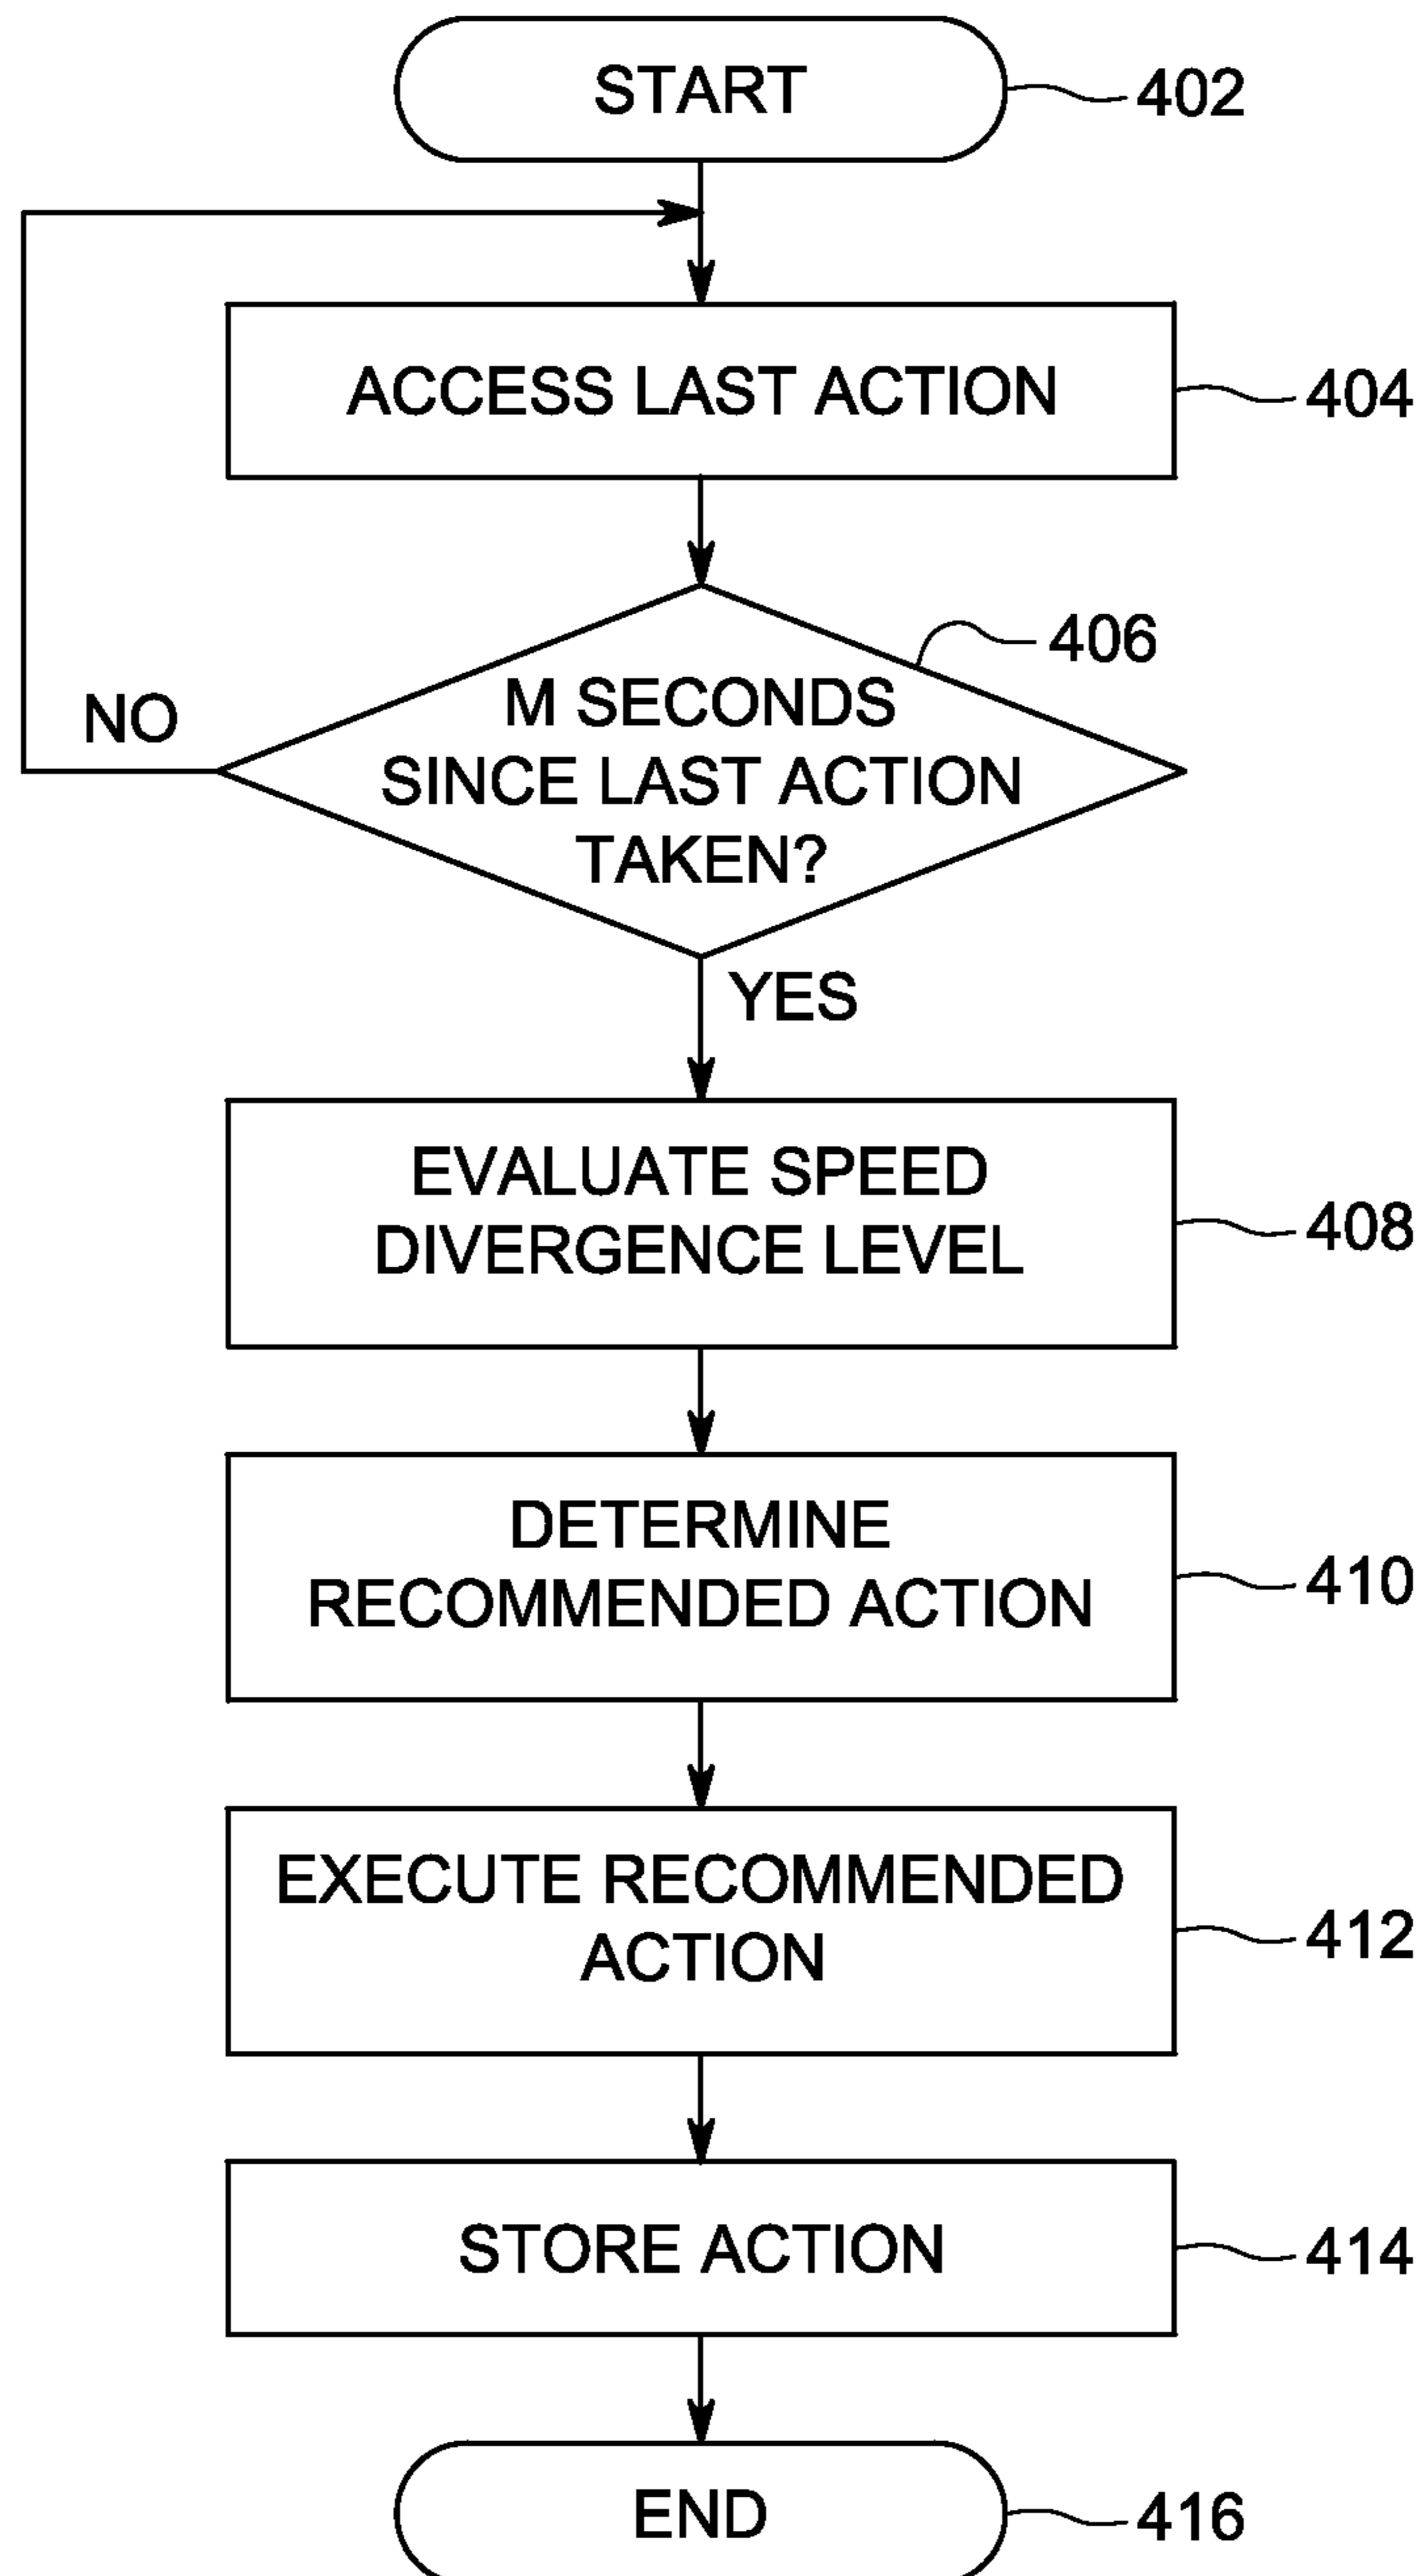 START
402
ACCESS LAST ACTION
404
406
M SECONDS
SINCE LAST ACTION
TAKEN?
NO
YES
EVALUATE SPEED
DIVERGENCE LEVEL
408
DETERMINE
RECOMMENDED ACTION
410
EXECUTE RECOMMENDED
ACTION
412
STORE ACTION
414
END
416